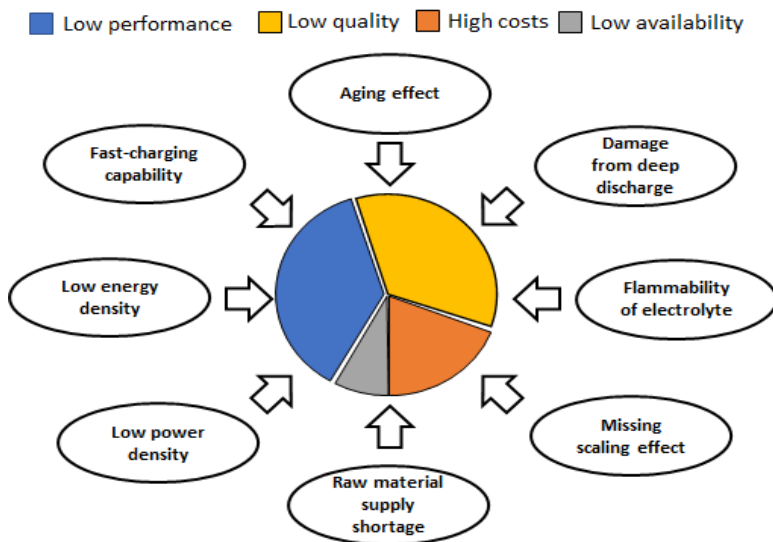 Low performance Low quality High costs Low availability
Aging effect
Fast-charging
capability
Damage
from deep
discharge
Low energy
density
Flammability
of electrolyte
Low power
density
Missing
scaling effect
Raw material
supply
shortage